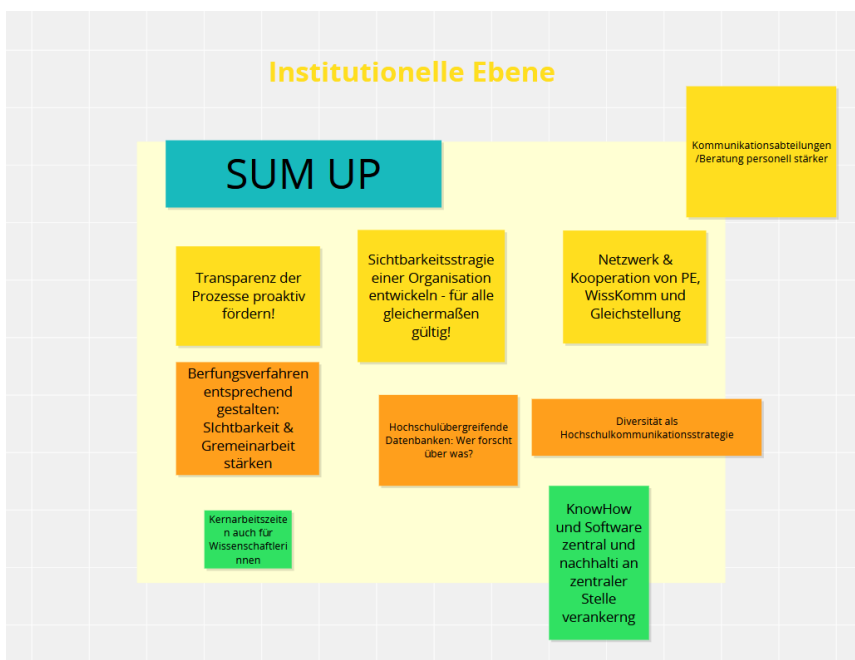 Institutionelle Ebene
Kommunikationsabteilungen
/Beratung personell stärker
SUM UP
Transparenz der
Prozesse proaktiv
fördern!
Sichtbarkeitsstragie
einer Organisation
entwickeln - für alle
gleichermaßen
gültig!
Netzwerk &
Kooperation von PE,
WissKomm und
Gleichstellung
Berfungsverfahren
entsprechend
gestalten:
SIchtbarkeit &
Gremeinarbeit
stärken
Hochschulübergreifende
Datenbanken: Wer forscht
über was?
Diversität als
Hochschulkommunikationsstrategie
Kernarbeitszeite
n auch für
Wissenschaftleri
nnen
KnowHow
und Software
zentral und
nachhalti an
zentraler
Stelle
verankerng